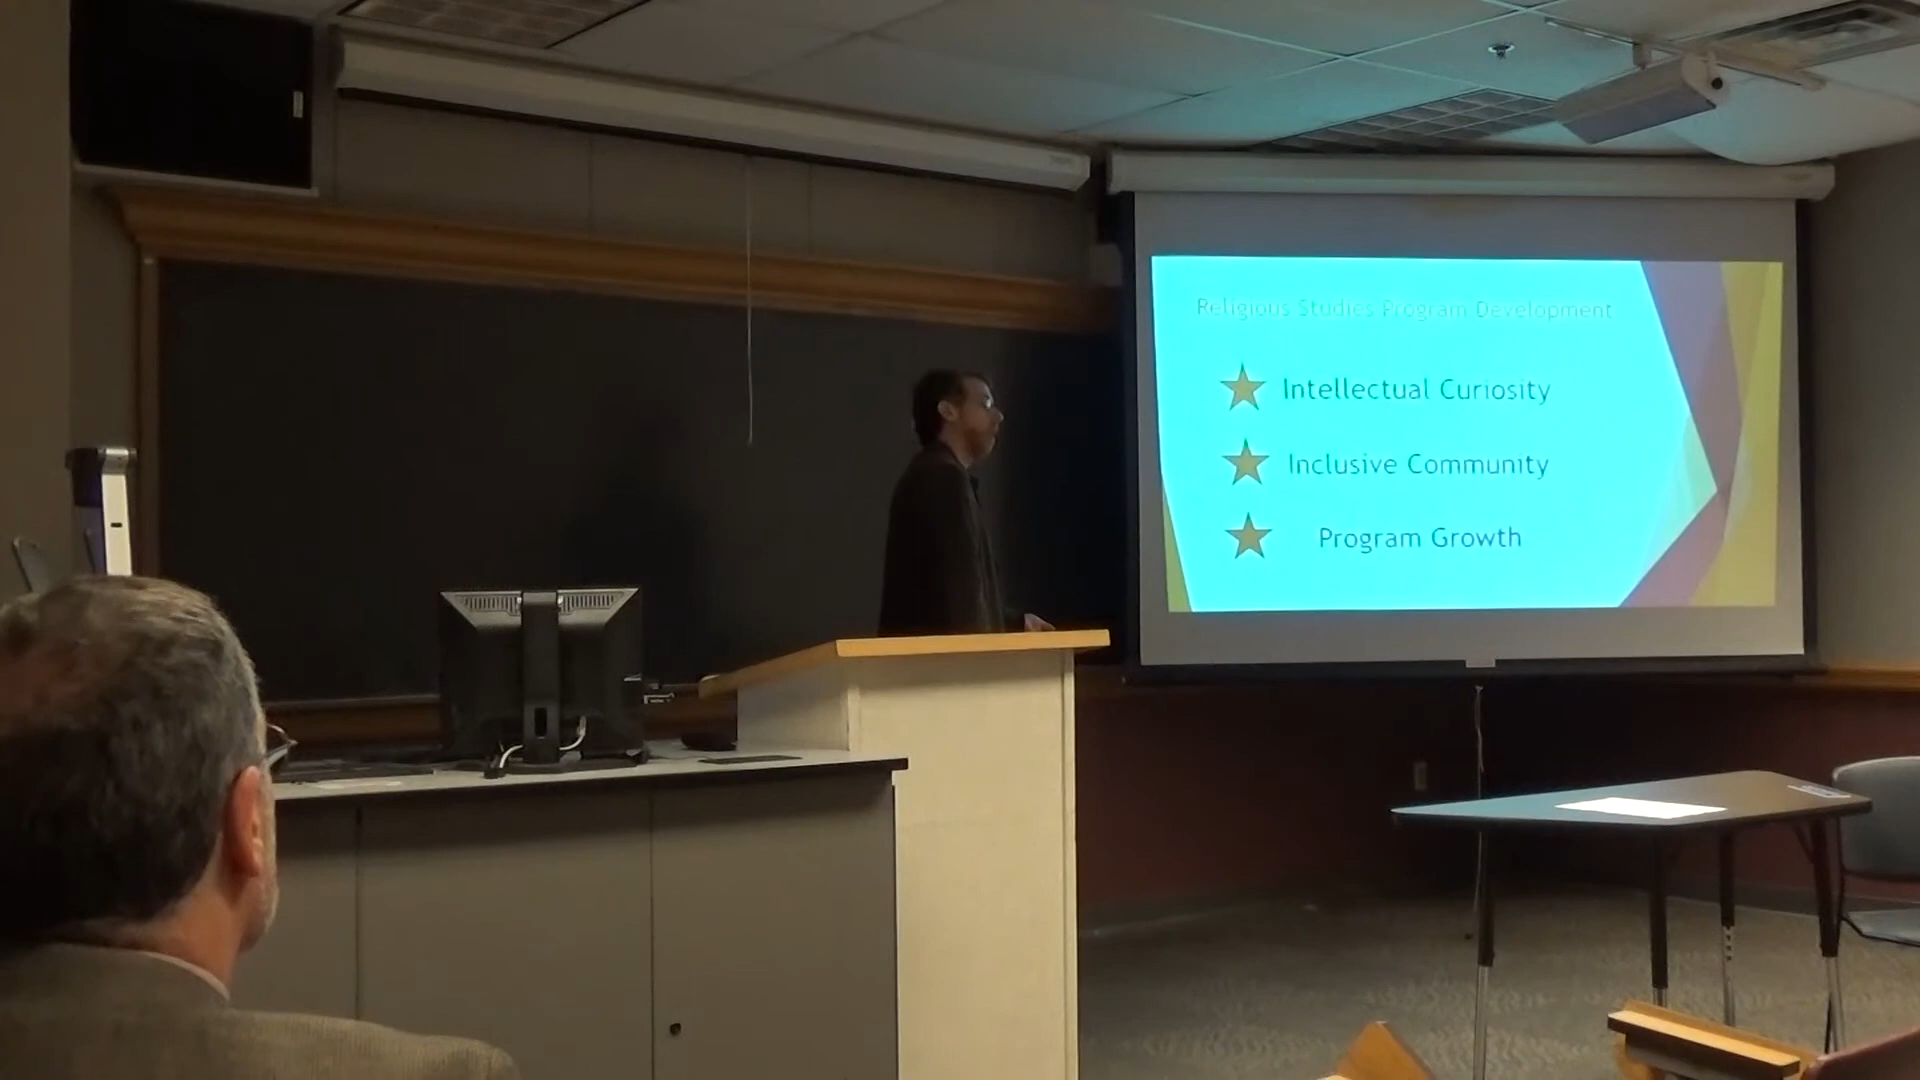 Religious Studies Program Development
Intellectual Curiosity
Inclusive Community
Program Growth